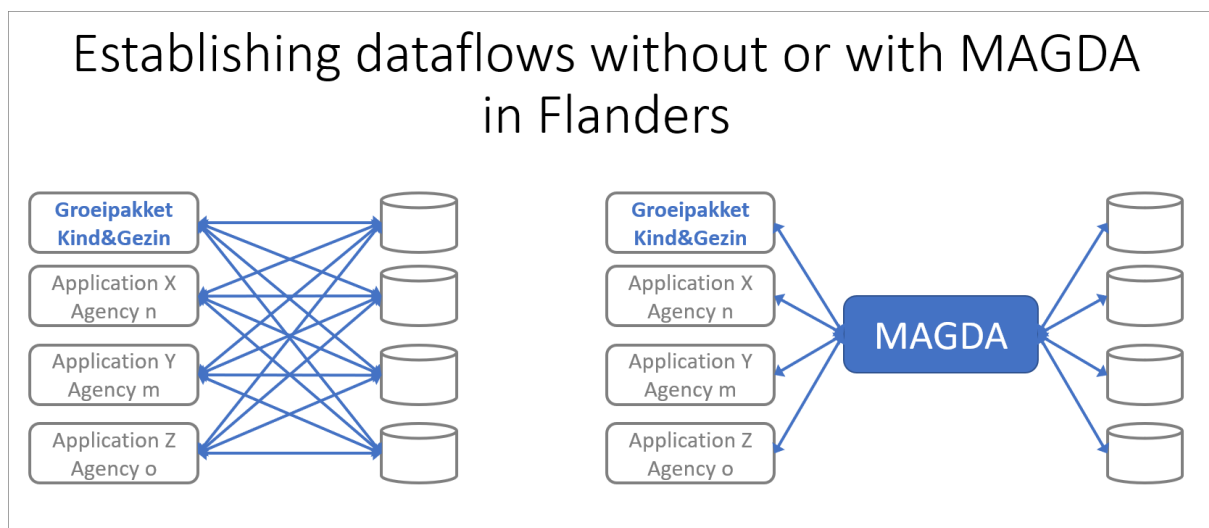 Establishing dataflows without or with MAGDA
in Flanders
Groeipakket
Kind&Gezin
Application X
Agency n
Application Y
Agency m
Application Z
Agency o
Groeipakket
Kind&Gezin
Application X
Agency n
Application Y
Agency m
Application Z
Agency o
MAGDA